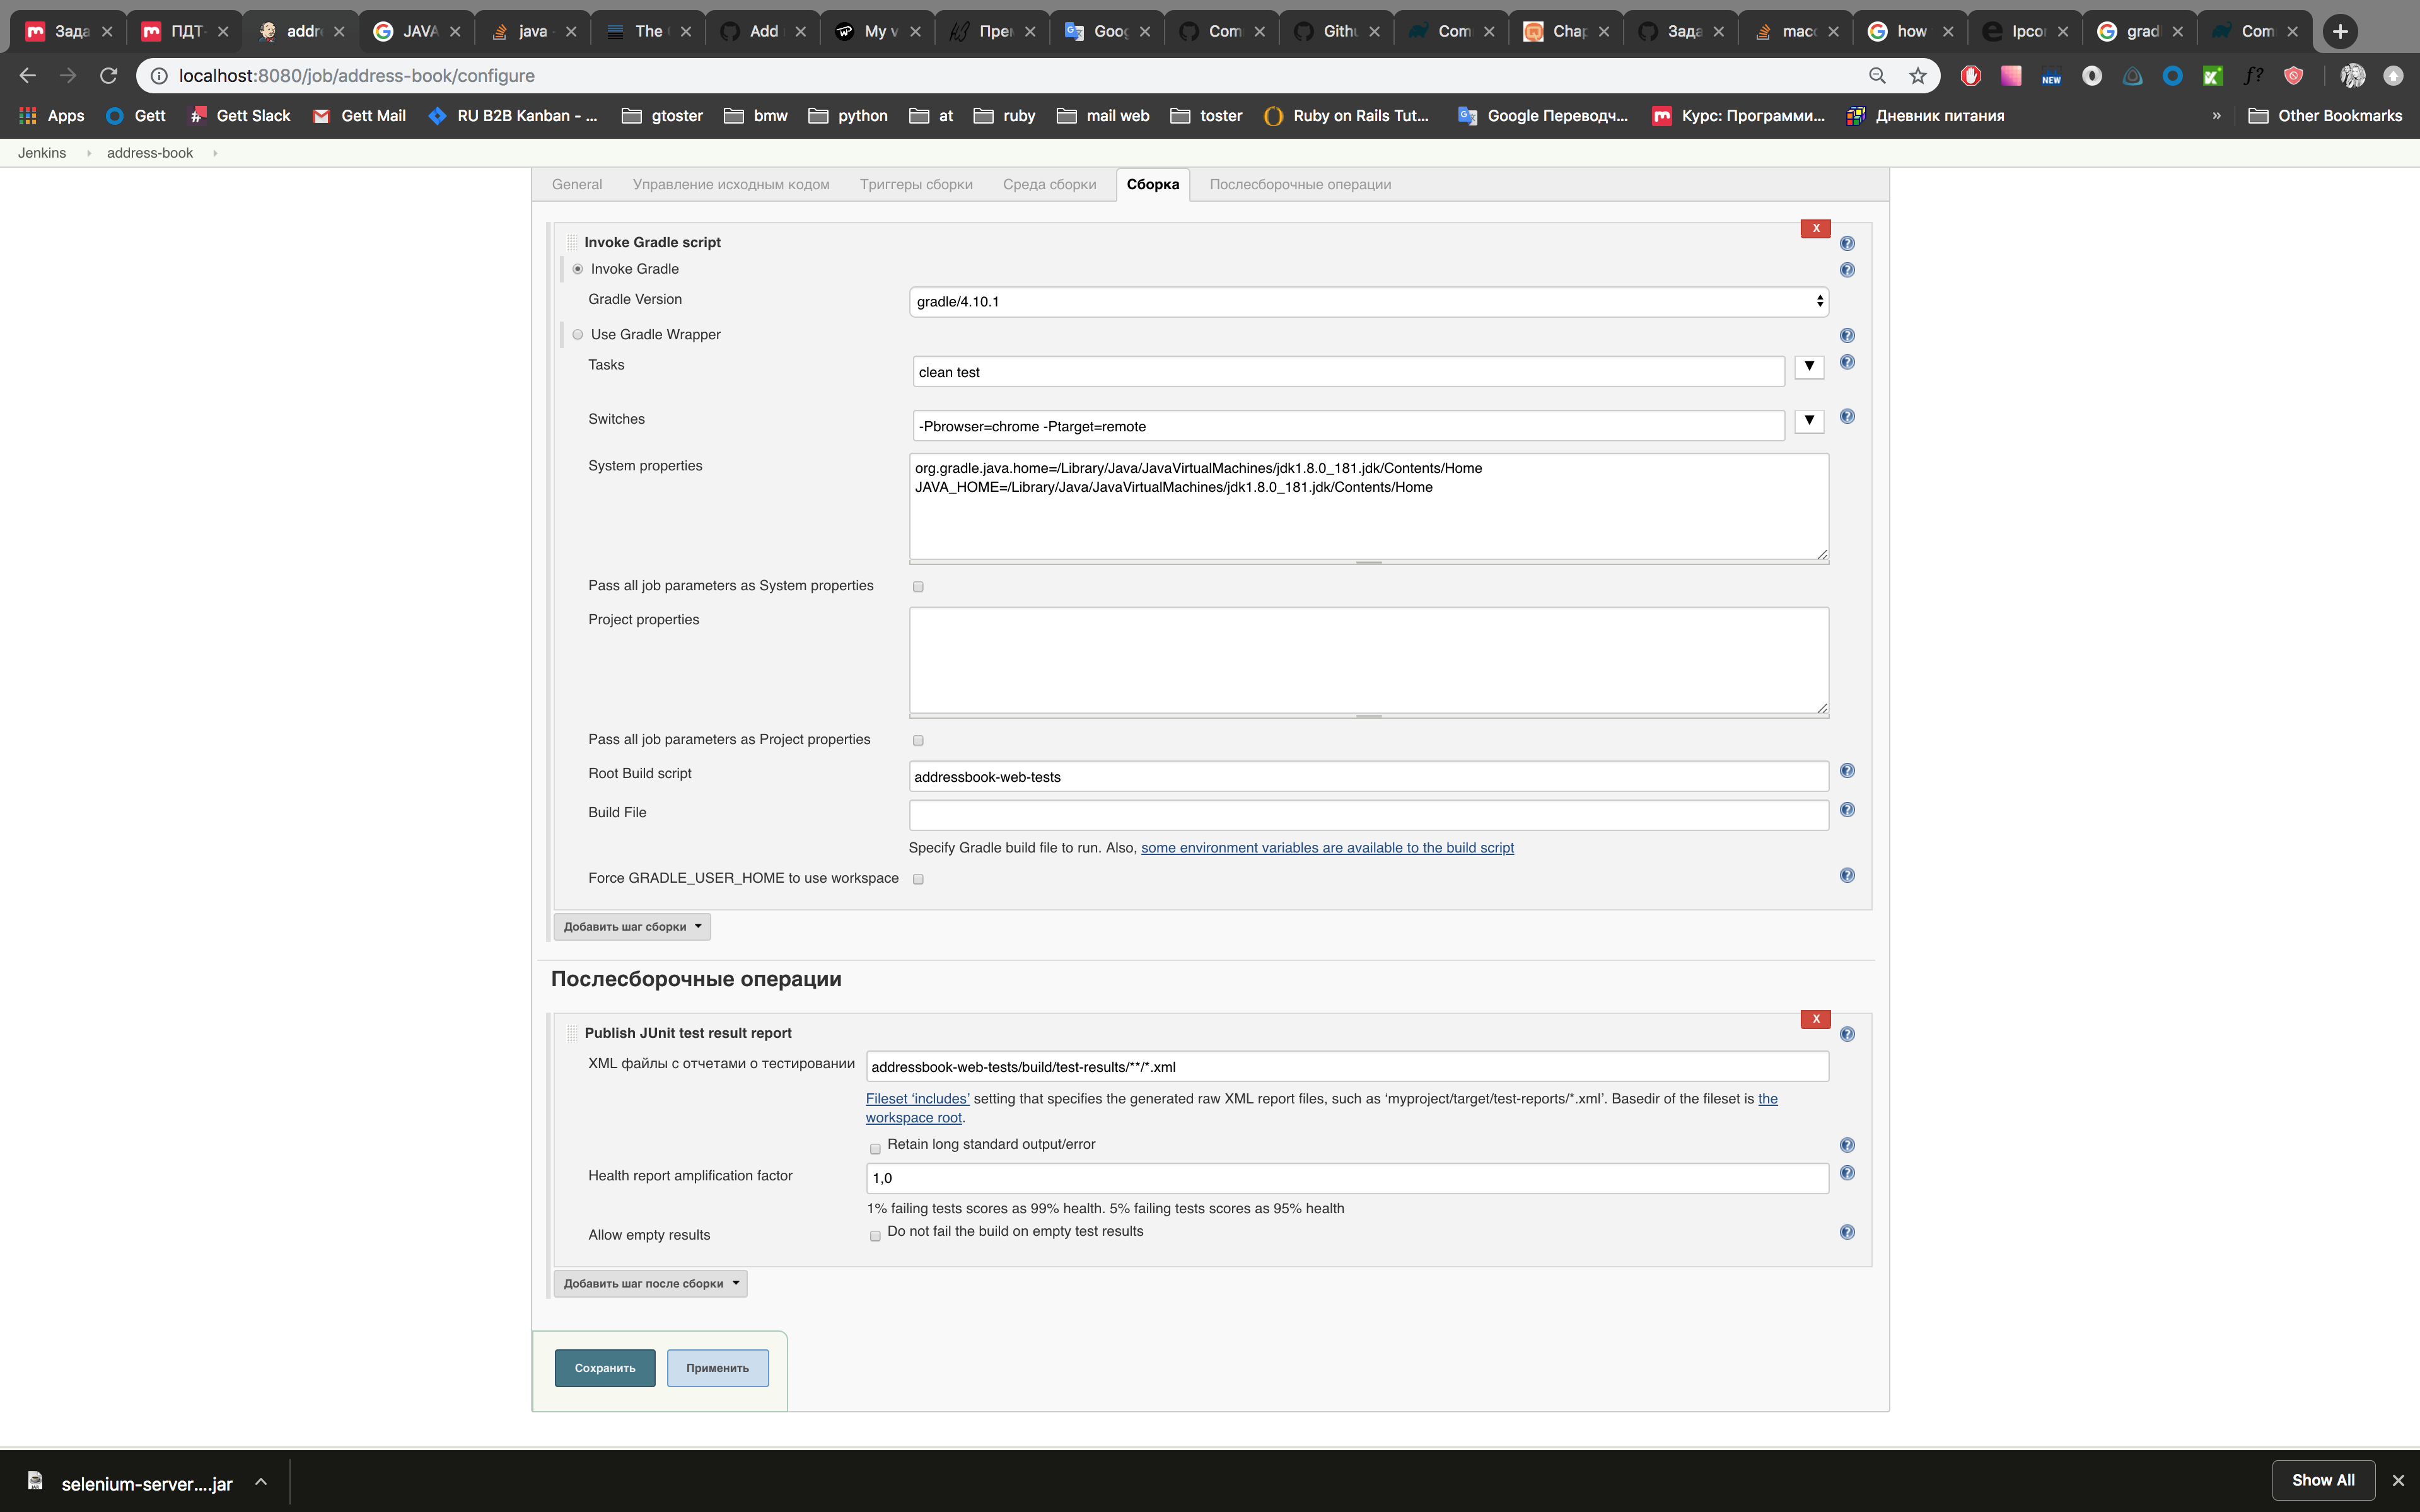 Зада
ПДТ-
addr
JAVA
java
The
Add
My v
Пре
Goog
Com
Githu
Com
Chap
Зада
macc
how
Ipcor
grad
Com
localhost:8080/job/address-book/configure
NEW
f?
Apps
Gett
Gett Slack
Gett Mail
RU B2B Kanban - ...
gtoster
bmw
python
at
ruby
mail web
toster
Ruby on Rails Tut...
Google Переводч...
Курс: Программи...
Дневник питания
»
Other Bookmarks
Jenkins
address-book
General
Управление исходным кодом
Триггеры сборки
Среда сборки
Сборка
Послесборочные операции
X
Invoke Gradle script
Invoke Gradle
Gradle Version
gradle/4.10.1
Use Gradle Wrapper
Tasks
clean test
Switches
-Pbrowser=chrome -Ptarget=remote
System properties
org.gradle.java.home=/Library/Java/JavaVirtualMachines/jdk1.8.0_181.jdk/Contents/Home
JAVA_HOME=/Library/Java/JavaVirtualMachines/jdk1.8.0_181.jdk/Contents/Home
Pass all job parameters as System properties
Project properties
Pass all job parameters as Project properties
Root Build script
addressbook-web-tests
Build File
Specify Gradle build file to run. Also, some environment variables are available to the build script
Force GRADLE_USER_HOME to use workspace
Добавить шаг сборки
Послесборочные операции
X
Publish JUnit test result report
XML файлы с отчетами о тестировании
addressbook-web-tests/build/test-results/**/*.xml
Fileset ‘includes’ setting that specifies the generated raw XML report files, such as ‘myproject/target/test-reports/*.xml’. Basedir of the fileset is the
workspace root.
Retain long standard output/error
Health report amplification factor
1,0
1% failing tests scores as 99% health. 5% failing tests scores as 95% health
Allow empty results
Do not fail the build on empty test results
Добавить шаг после сборки
Сохранить
Применить
selenium-server....jar
Show All